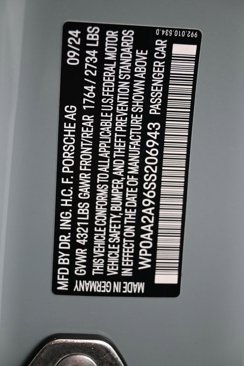 MFD BY DR. ING. H.C. F. PORSCHE AG
09/24
GVWR 4321 LBS GAWR FRONT/REAR 1764 / 2734 LBS
THIS VEHICLE CONFORMS TO ALL APPLICABLE U.S. FEDERAL MOTOR
VEHICLE SAFETY, BUMPER, AND THEFT PREVENTION STANDARDS
IN EFFECT ON THE DATE OF MANUFACTURE SHOWN ABOVE.
WP0AA2A96SS206943 PASSENGER CAR
MADE IN GERMANY
992.010.534.D